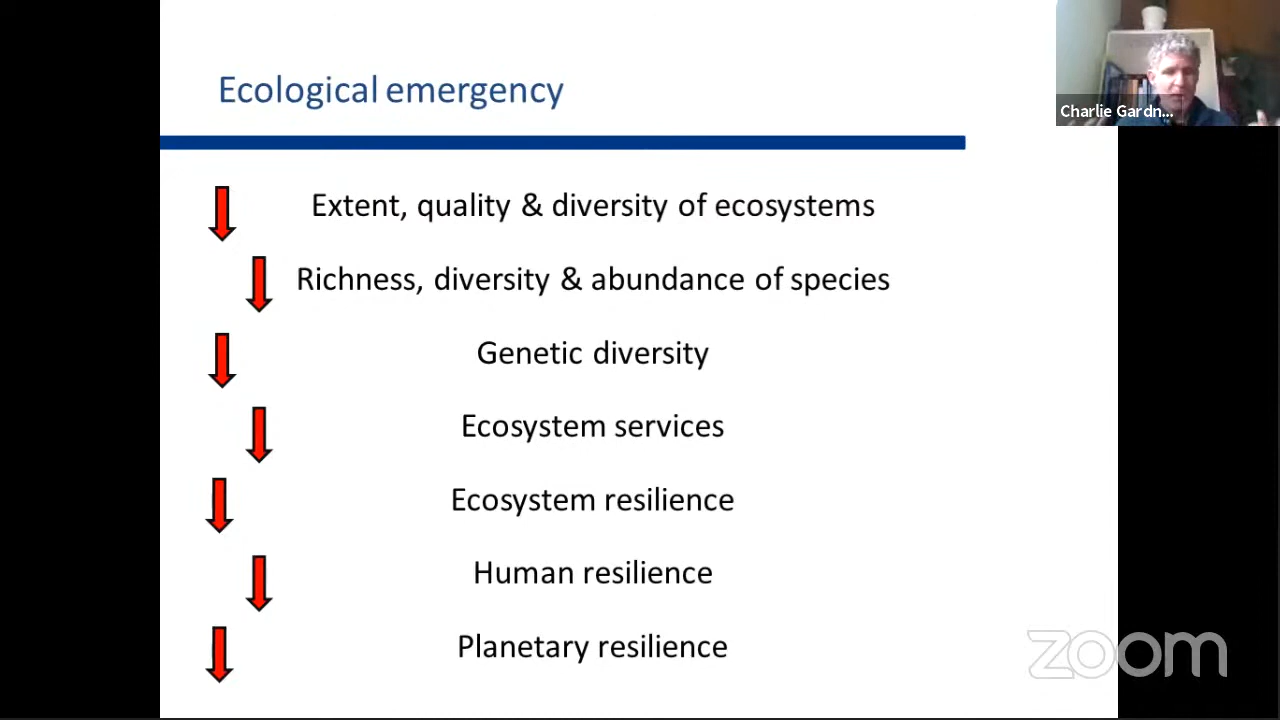 Ecological emergency
Charlie Gardn...
Extent, quality & diversity of ecosystems
Richness, diversity & abundance of species
Genetic diversity
Ecosystem services
Ecosystem resilience
Human resilience
Planetary resilience
zoom